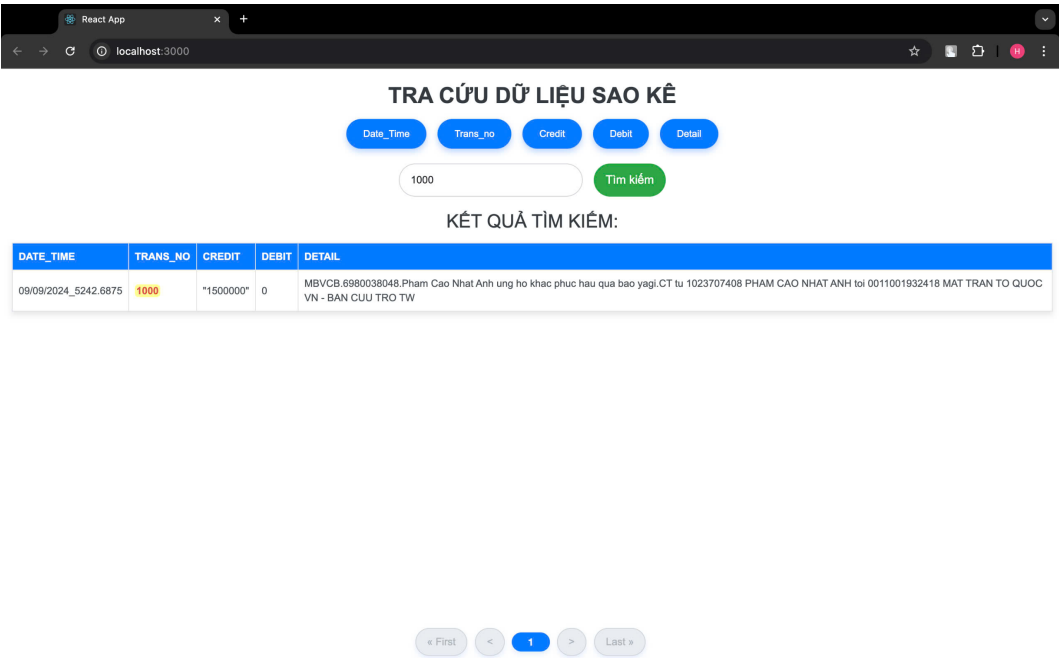 React App
localhost:3000
H
TRA CỨU DỮ LIỆU SAO KÊ
Date_Time Trans_no Credit Debit Detail
1000 Tìm kiếm
KẾT QUẢ TÌM KIẾM:
DATE_TIME TRANS_NO CREDIT DEBIT DETAIL
09/09/2024_5242.6875 1000 "1500000" 0 MBVCB.6980038048.Pham Cao Nhat Anh ung ho khac phuc hau qua bao yagi.CT tu 1023707408 PHAM CAO NHAT ANH toi 0011001932418 MAT TRAN TO QUOC
VN - BAN CUU TRO TW
« First < 1 > Last »